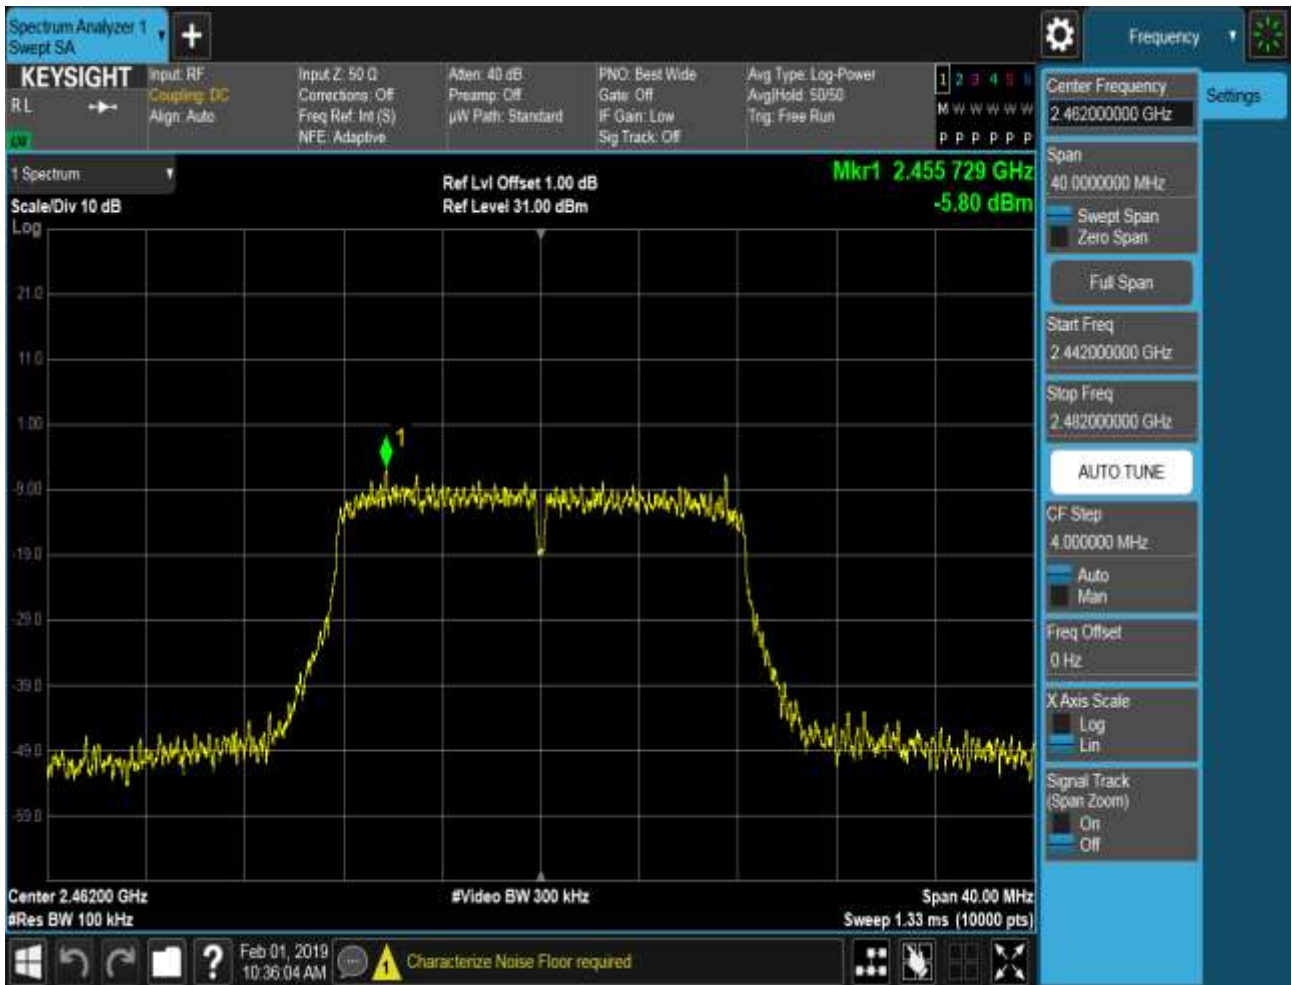 Spectrum Analyzer 1
Swept SA
+
Frequency
KEYSIGHT
R L
Input: RF
Coupling: DC
Align: Auto
Input Z: 50 Ω
Corrections: Off
Freq Ref: Int (S)
NFE: Adaptive
Atten: 40 dB
Preamp: Off
µW Path: Standard
PNO: Best Wide
Gate: Off
IF Gain: Low
Sig Track: Off
Avg Type: Log-Power
Avg|Hold: 50/50
Trig: Free Run
1 2 3 4 5 6
M W W W W W
P P P P P P
1 Spectrum
Scale/Div 10 dB
Log
Ref Lvl Offset 1.00 dB
Ref Level 31.00 dBm
Mkr1 2.455 729 GHz
-5.80 dBm
21.0
11.0
1.00
-9.00
-19.0
-29.0
-39.0
-49.0
-59.0
1
Center 2.46200 GHz
#Res BW 100 kHz
#Video BW 300 kHz
Span 40.00 MHz
Sweep 1.33 ms (10000 pts)
Center Frequency
2.462000000 GHz
Settings
Span
40.0000000 MHz
Swept Span
Zero Span
Full Span
Start Freq
2.442000000 GHz
Stop Freq
2.482000000 GHz
AUTO TUNE
CF Step
4.000000 MHz
Auto
Man
Freq Offset
0 Hz
X Axis Scale
Log
Lin
Signal Track
(Span Zoom)
On
Off
?
Feb 01, 2019
10:36:04 AM
1
Characterize Noise Floor required